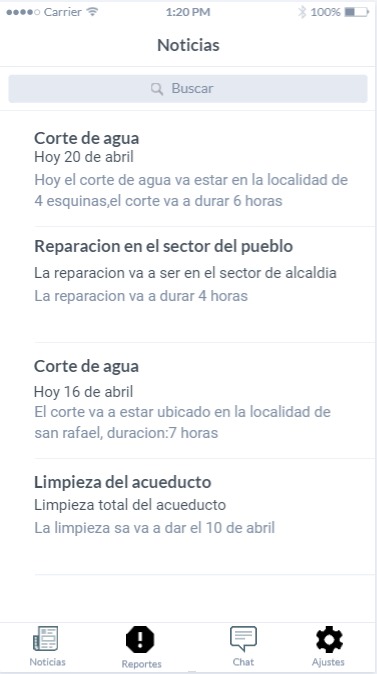 Carrier 1:20 PM 100%
Noticias
Buscar
Corte de agua
Hoy 20 de abril
Hoy el corte de agua va estar en la localidad de
4 esquinas,el corte va a durar 6 horas
Reparacion en el sector del pueblo
La reparacion va a ser en el sector de alcaldia
La reparacion va a durar 4 horas
Corte de agua
Hoy 16 de abril
El corte va a estar ubicado en la localidad de
san rafael, duracion:7 horas
Limpieza del acueducto
Limpieza total del acueducto
La limpieza sa va a dar el 10 de abril
Noticias Reportes Chat Ajustes